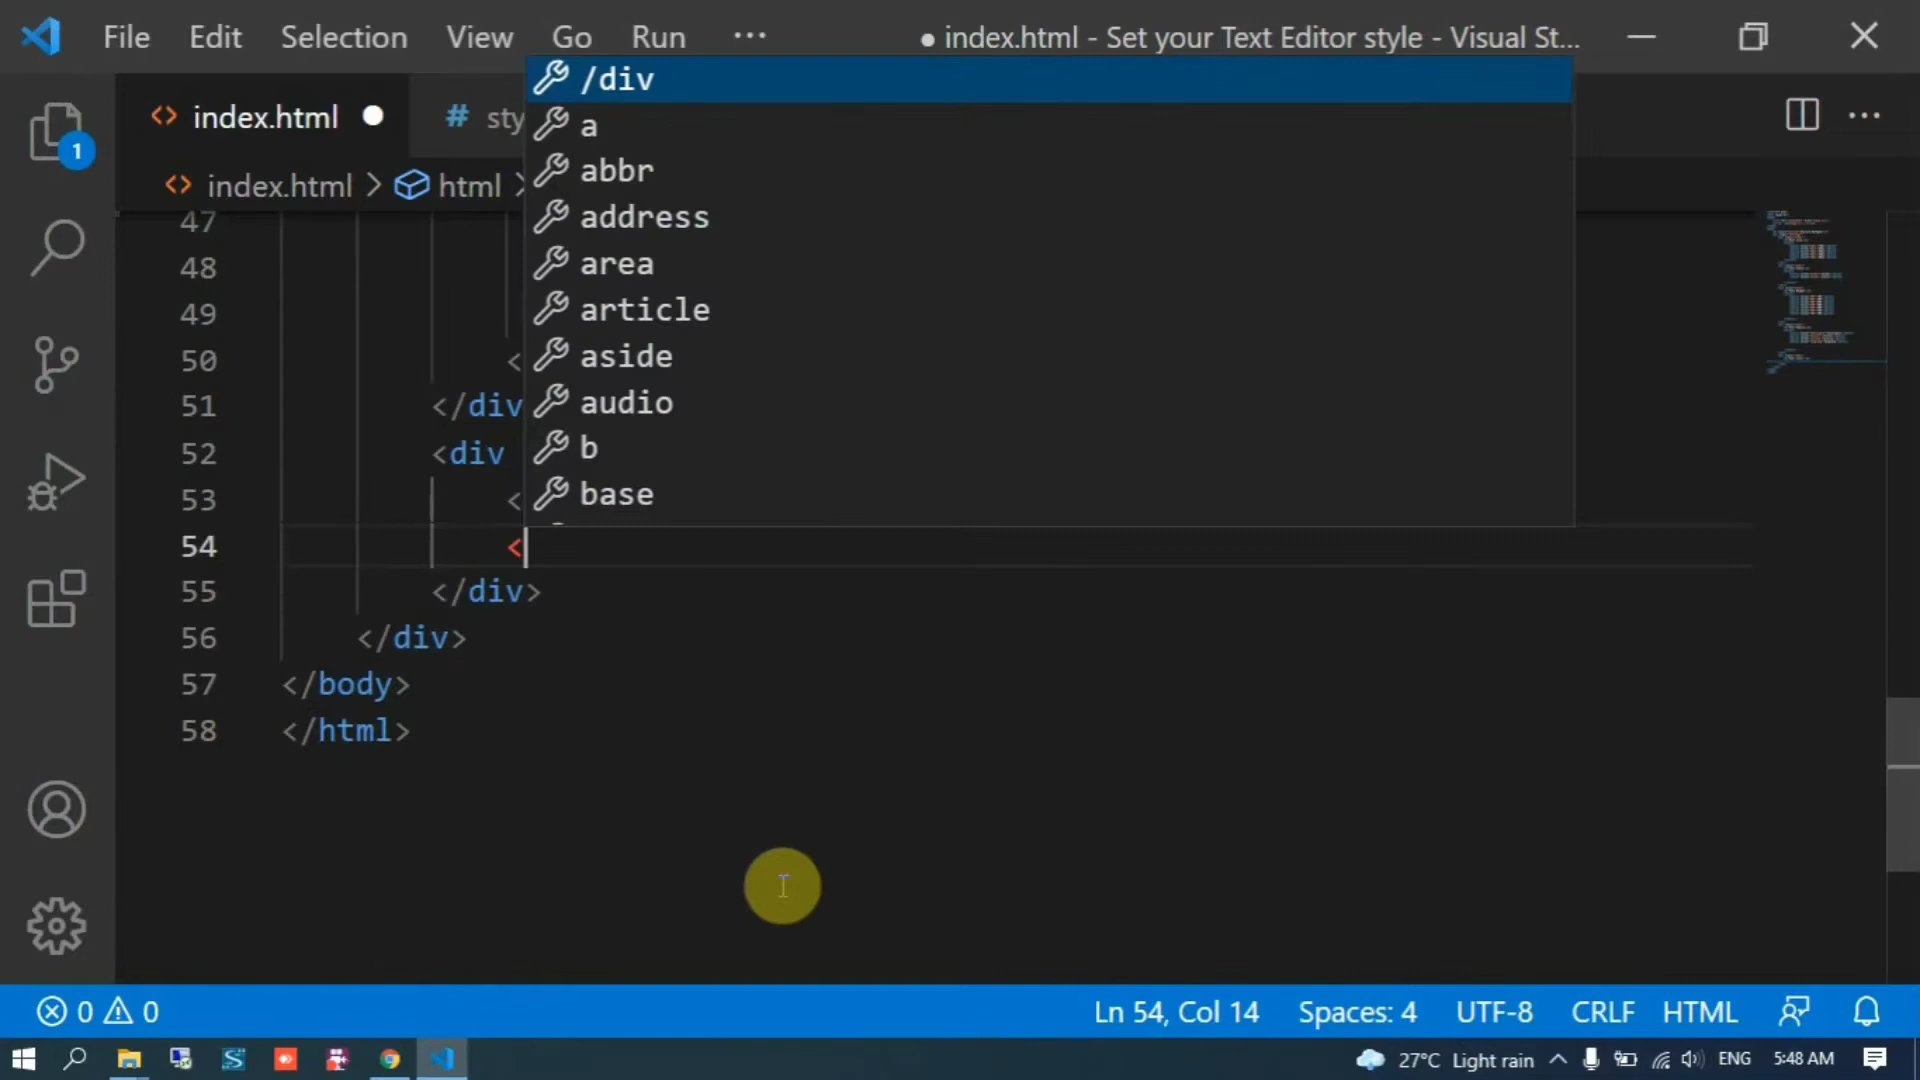 File Edit Selection View Go Run ··· ● index.html - Set your Text Editor style - Visual St...
<> index.html ● # sty
<> index.html > html >
/div
a
abbr
address
area
article
aside
audio
b
base
47
48
49
50 <
51 </div
52 <div
53 <
54 <
55 </div>
56 </div>
57 </body>
58 </html>
1
0 0 Ln 54, Col 14 Spaces: 4 UTF-8 CRLF HTML
27°C Light rain ENG 5:48 AM